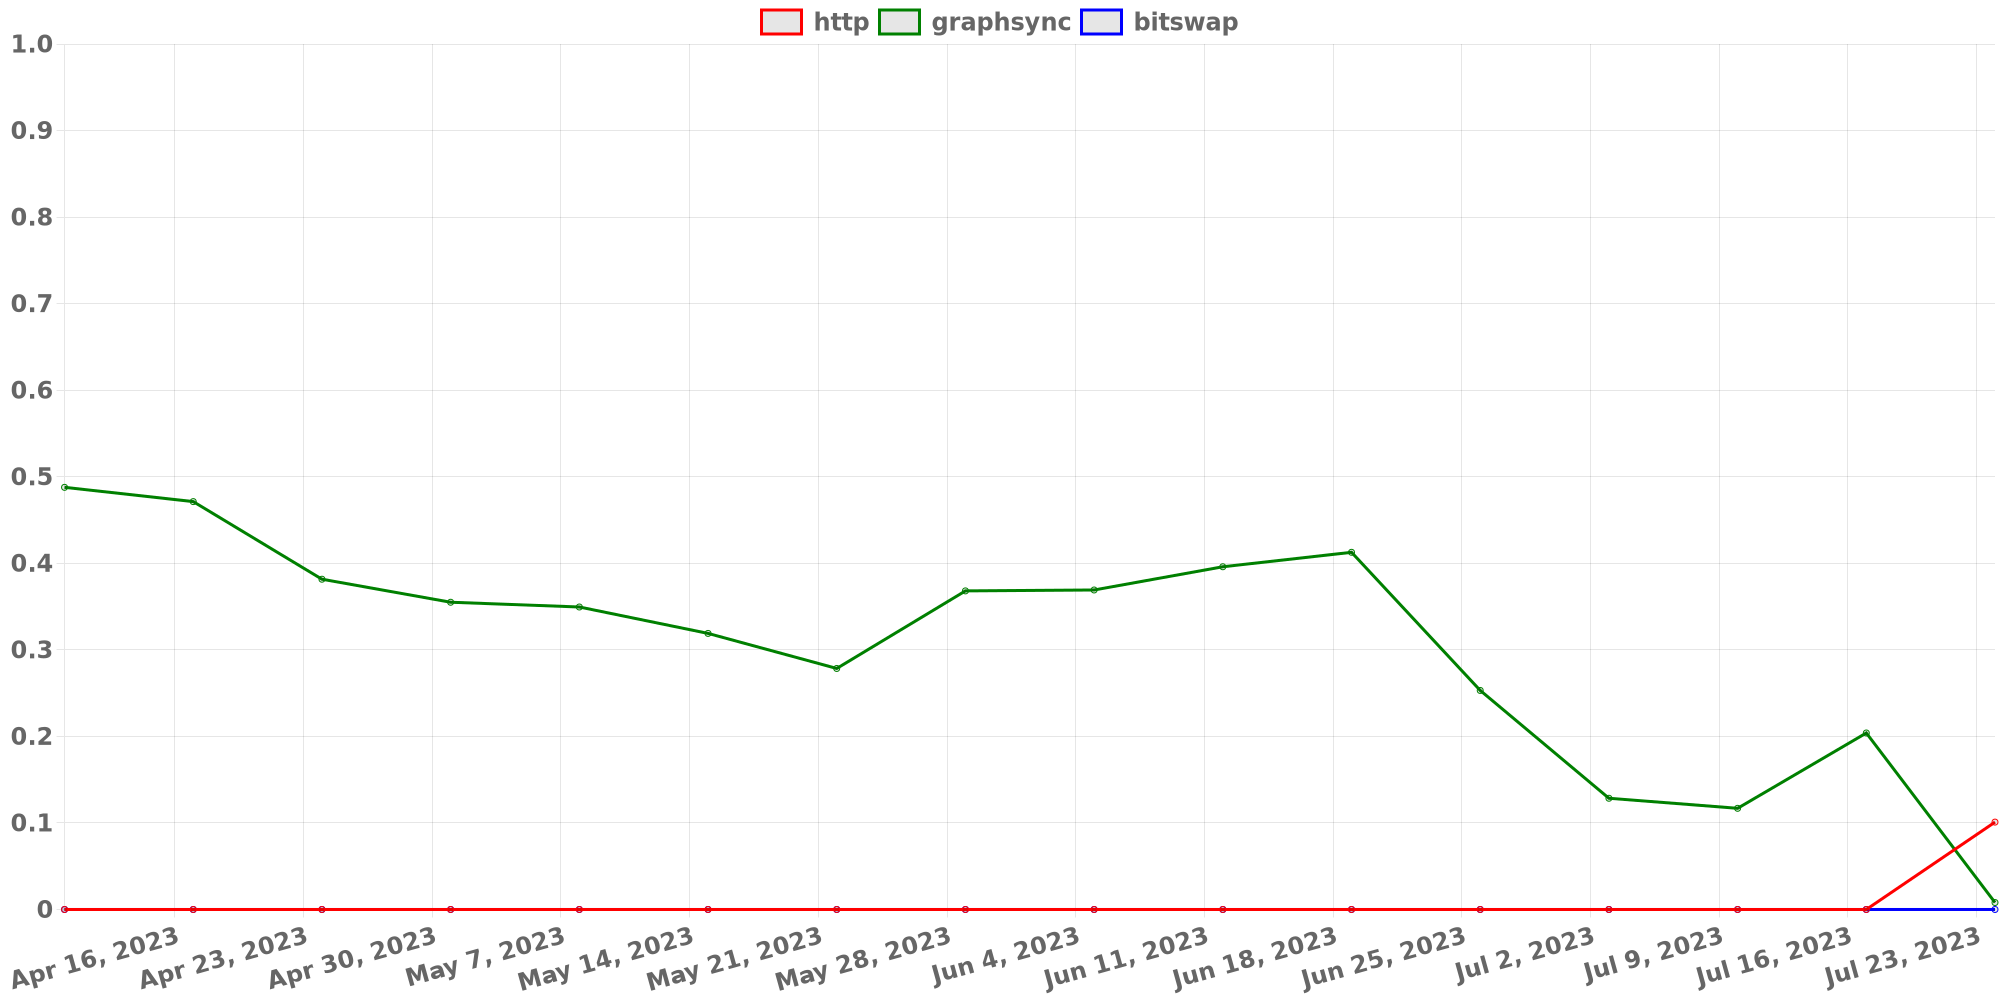 http graphsync bitswap
1.0
0.9
0.8
0.7
0.6
0.5
0.4
0.3
0.2
0.1
0
Apr 16, 2023
Apr 23, 2023
Apr 30, 2023
May 7, 2023
May 14, 2023
May 21, 2023
May 28, 2023
Jun 4, 2023
Jun 11, 2023
Jun 18, 2023
Jun 25, 2023
Jul 2, 2023
Jul 9, 2023
Jul 16, 2023
Jul 23, 2023